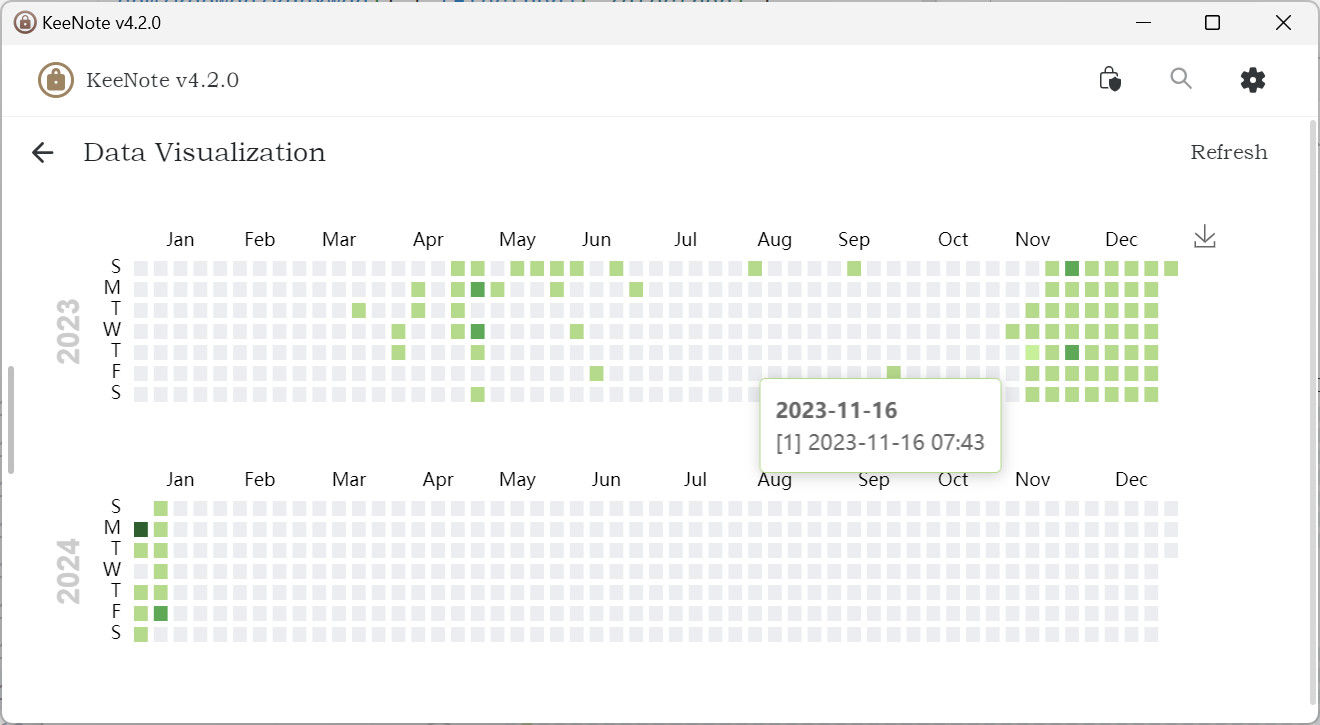 KeeNote v4.2.0
KeeNote v4.2.0
Data Visualization
Refresh
Jan Feb Mar Apr May Jun Jul Aug Sep Oct Nov Dec
2023
S
M
T
W
T
F
S
2023-11-16
[1] 2023-11-16 07:43
Jan Feb Mar Apr May Jun Jul Aug Sep Oct Nov Dec
2024
S
M
T
W
T
F
S